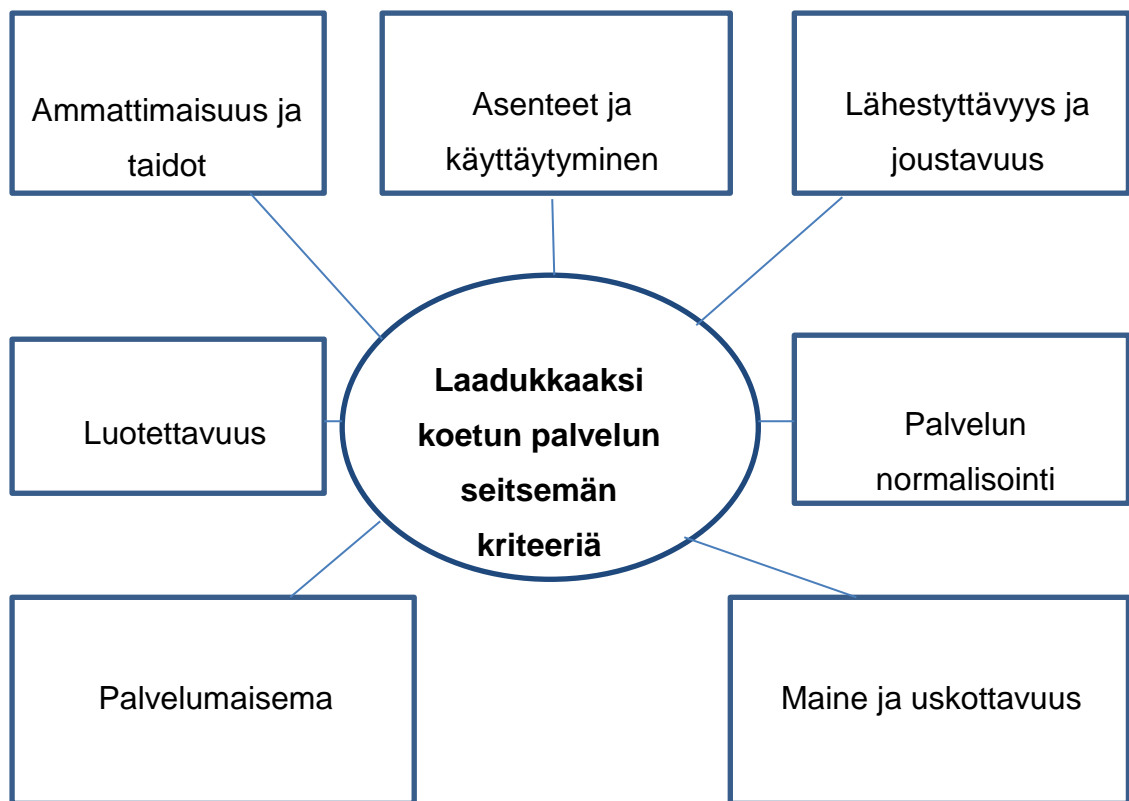 Ammattimaisuus ja
taidot
Asenteet ja
käyttäytyminen
Lähestyttävyys ja
joustavuus
Luotettavuus
Laadukkaaksi
koetun palvelun
seitsemän
kriteeriä
Palvelun
normalisointi
Palvelumaisema
Maine ja uskottavuus